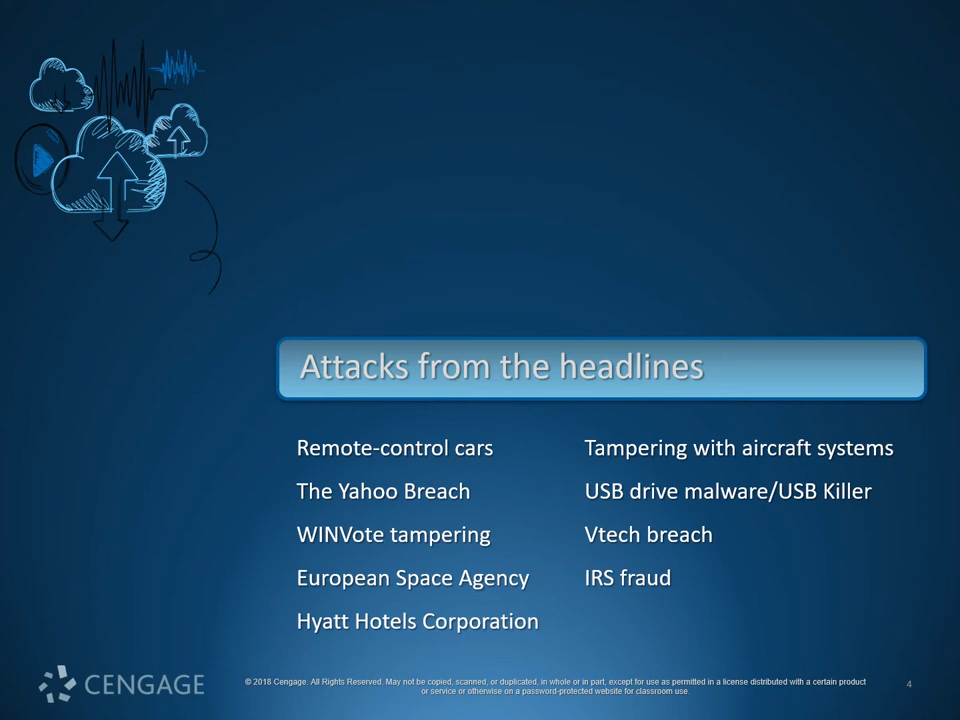 Attacks from the headlines
Remote-control cars
The Yahoo Breach
WINVote tampering
European Space Agency
Hyatt Hotels Corporation
Tampering with aircraft systems
USB drive malware/USB Killer
Vtech breach
IRS fraud
CENGAGE
© 2018 Cengage. All Rights Reserved. May not be copied, scanned, or duplicated, in whole or in part, except for use as permitted in a license distributed with a certain product
or service or otherwise on a password-protected website for classroom use.
4